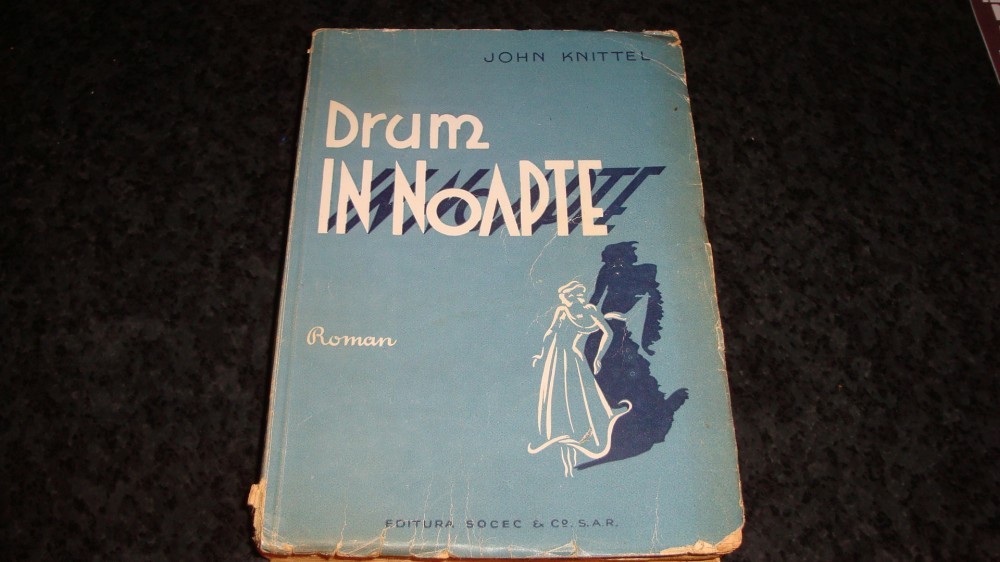 JOHN KNITTEL
Drum
IN NOAPTE
Roman
EDITURA SOCEC & Co. S.A.R.